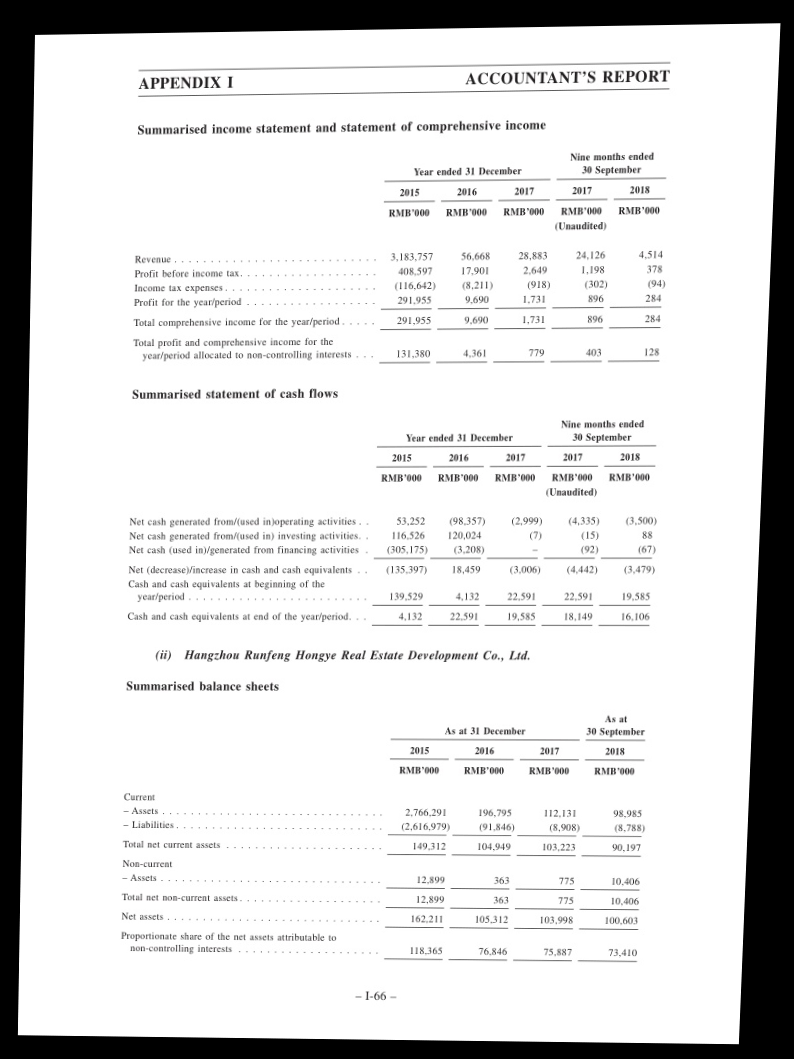 APPENDIX I ACCOUNTANT'S REPORT
Summarised income statement and statement of comprehensive income
Nine months ended
Year ended 31 December 30 September
2015 2016 2017 2017 2018
RMB'000 RMB'000 RMB'000 RMB'000 RMB'000
(Unaudited)
Revenue . . . . . . . . . . . . . . . . . . . . . . . . . . . . 3,183,757 56,668 28,883 24,126 4,514
Profit before income tax. . . . . . . . . . . . . . . . . . . 408,597 17,901 2,649 1,198 378
Income tax expenses . . . . . . . . . . . . . . . . . . . . . (116,642) (8,211) (918) (302) (94)
Profit for the year/period . . . . . . . . . . . . . . . . . . 291,955 9,690 1,731 896 284
Total comprehensive income for the year/period . . . . . 291,955 9,690 1,731 896 284
Total profit and comprehensive income for the
year/period allocated to non-controlling interests . . . 131,380 4,361 779 403 128
Summarised statement of cash flows
Nine months ended
Year ended 31 December 30 September
2015 2016 2017 2017 2018
RMB'000 RMB'000 RMB'000 RMB'000 RMB'000
(Unaudited)
Net cash generated from/(used in)operating activities . . 53,252 (98,357) (2,999) (4,335) (3,500)
Net cash generated from/(used in) investing activities. . 116,526 120,024 (7) (15) 88
Net cash (used in)/generated from financing activities . (305,175) (3,208) – (92) (67)
Net (decrease)/increase in cash and cash equivalents . . (135,397) 18,459 (3,006) (4,442) (3,479)
Cash and cash equivalents at beginning of the
year/period . . . . . . . . . . . . . . . . . . . . . . . . . 139,529 4,132 22,591 22,591 19,585
Cash and cash equivalents at end of the year/period. . . 4,132 22,591 19,585 18,149 16,106
(ii) Hangzhou Runfeng Hongye Real Estate Development Co., Ltd.
Summarised balance sheets
As at
As at 31 December 30 September
2015 2016 2017 2018
RMB'000 RMB'000 RMB'000 RMB'000
Current
– Assets . . . . . . . . . . . . . . . . . . . . . . . . . . . . . . 2,766,291 196,795 112,131 98,985
– Liabilities . . . . . . . . . . . . . . . . . . . . . . . . . . . . (2,616,979) (91,846) (8,908) (8,788)
Total net current assets . . . . . . . . . . . . . . . . . . . . . 149,312 104,949 103,223 90,197
Non-current
– Assets . . . . . . . . . . . . . . . . . . . . . . . . . . . . . . 12,899 363 775 10,406
Total net non-current assets . . . . . . . . . . . . . . . . . . . 12,899 363 775 10,406
Net assets . . . . . . . . . . . . . . . . . . . . . . . . . . . . . 162,211 105,312 103,998 100,603
Proportionate share of the net assets attributable to
non-controlling interests . . . . . . . . . . . . . . . . . . . . 118,365 76,846 75,887 73,410
– I-66 –